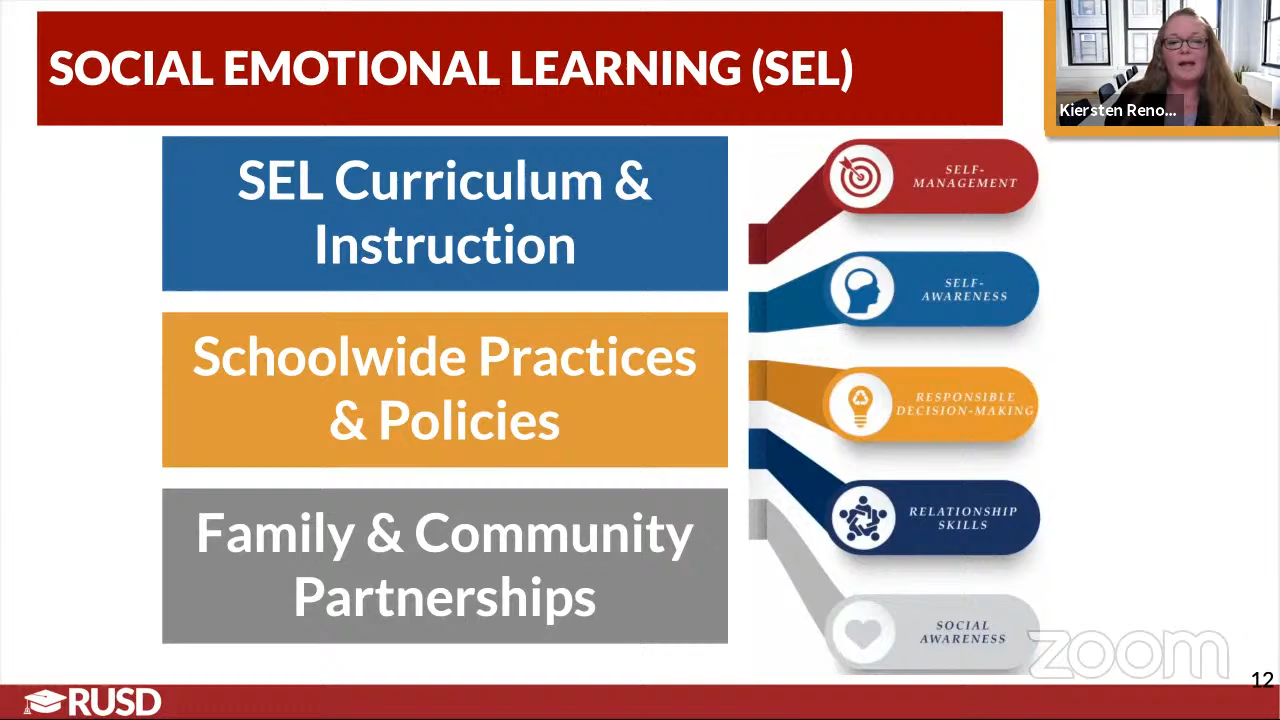 SOCIAL EMOTIONAL LEARNING (SEL)
Kiersten Reno...
SEL Curriculum &
Instruction
Schoolwide Practices
& Policies
Family & Community
Partnerships
SELF-
MANAGEMENT
SELF-
AWARENESS
RESPONSIBLE
DECISION-MAKING
RELATIONSHIP
SKILLS
SOCIAL
AWARENESS
zoom
12
RUSD